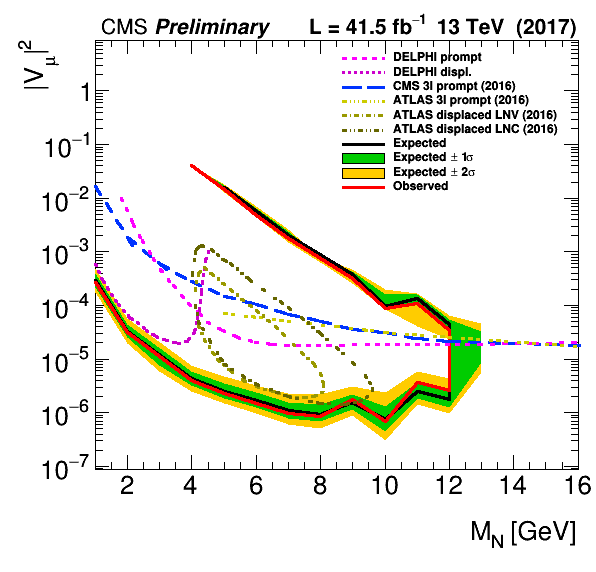 CMS Preliminary L = 41.5 fb⁻¹ 13 TeV (2017)
|V_μ|²
DELPHI prompt
DELPHI displ.
CMS 3l prompt (2016)
ATLAS 3l prompt (2016)
ATLAS displaced LNV (2016)
ATLAS displaced LNC (2016)
Expected
Expected ± 1σ
Expected ± 2σ
Observed
1
10⁻¹
10⁻²
10⁻³
10⁻⁴
10⁻⁵
10⁻⁶
10⁻⁷
2 4 6 8 10 12 14 16
M_N [GeV]